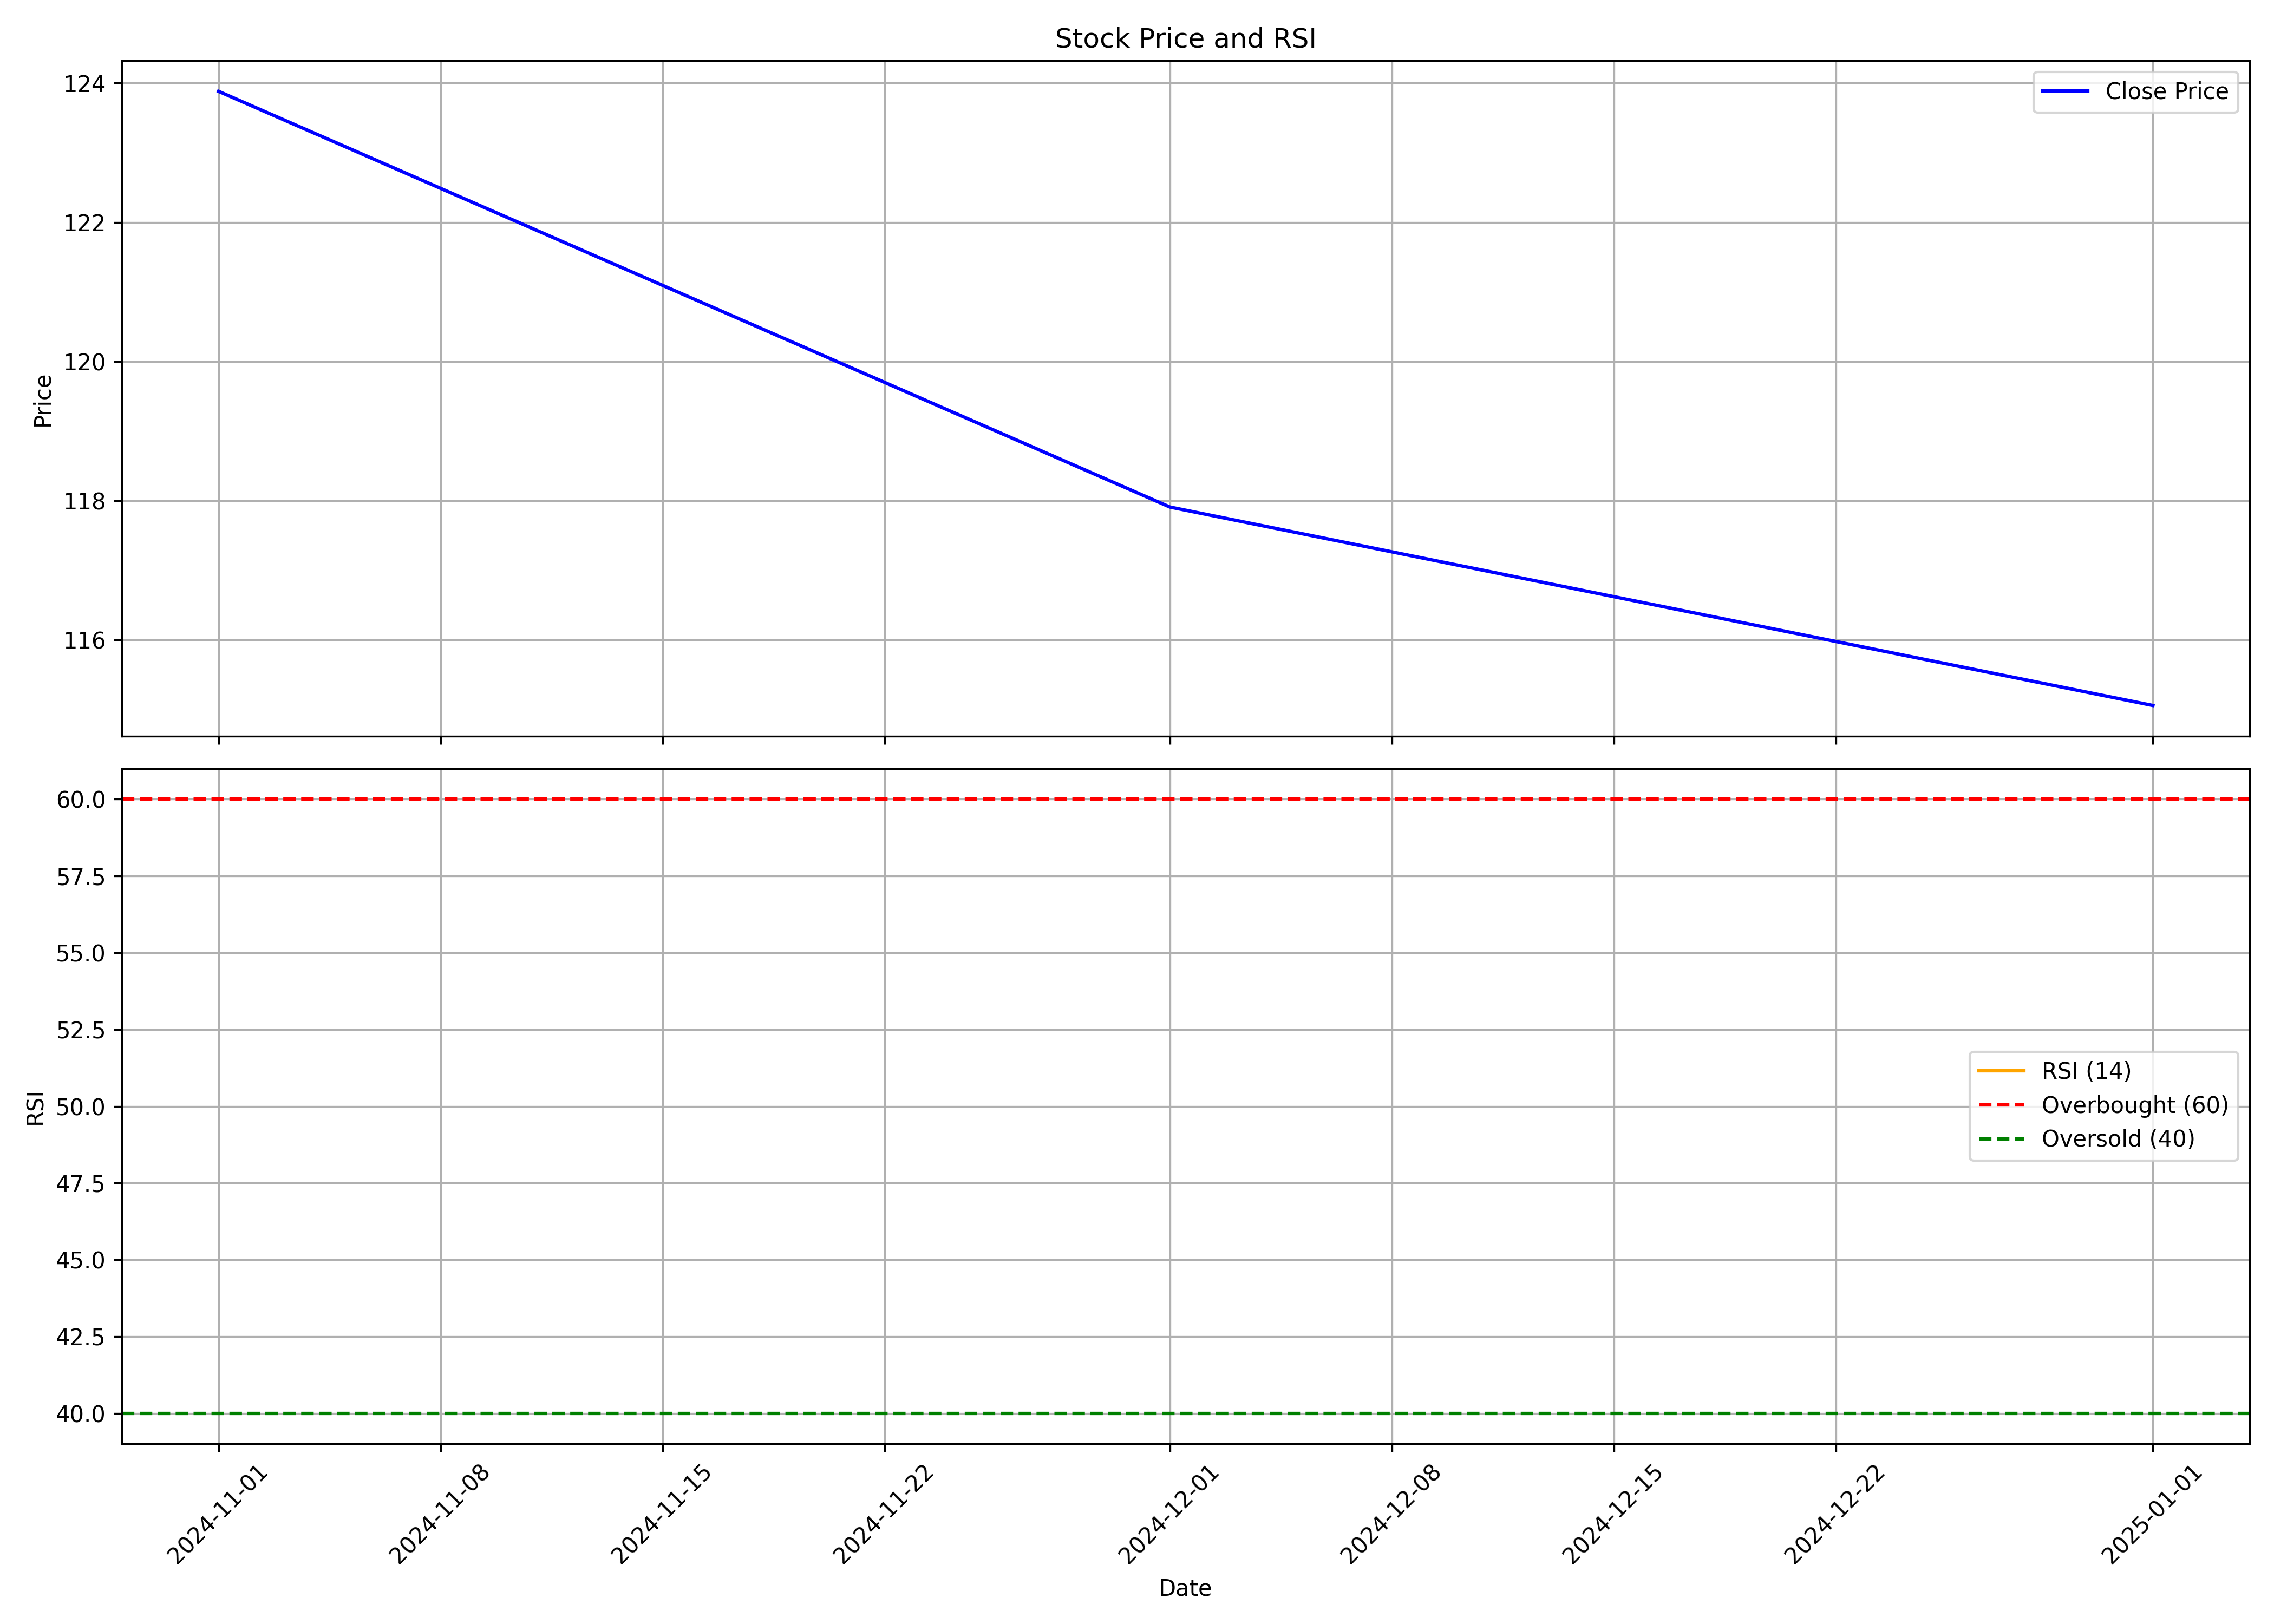 Stock Price and RSI
124
122
120
118
116
Price
Close Price
60.0
57.5
55.0
52.5
50.0
47.5
45.0
42.5
40.0
RSI
RSI (14)
Overbought (60)
Oversold (40)
2024-11-01
2024-11-08
2024-11-15
2024-11-22
2024-12-01
2024-12-08
2024-12-15
2024-12-22
2025-01-01
Date